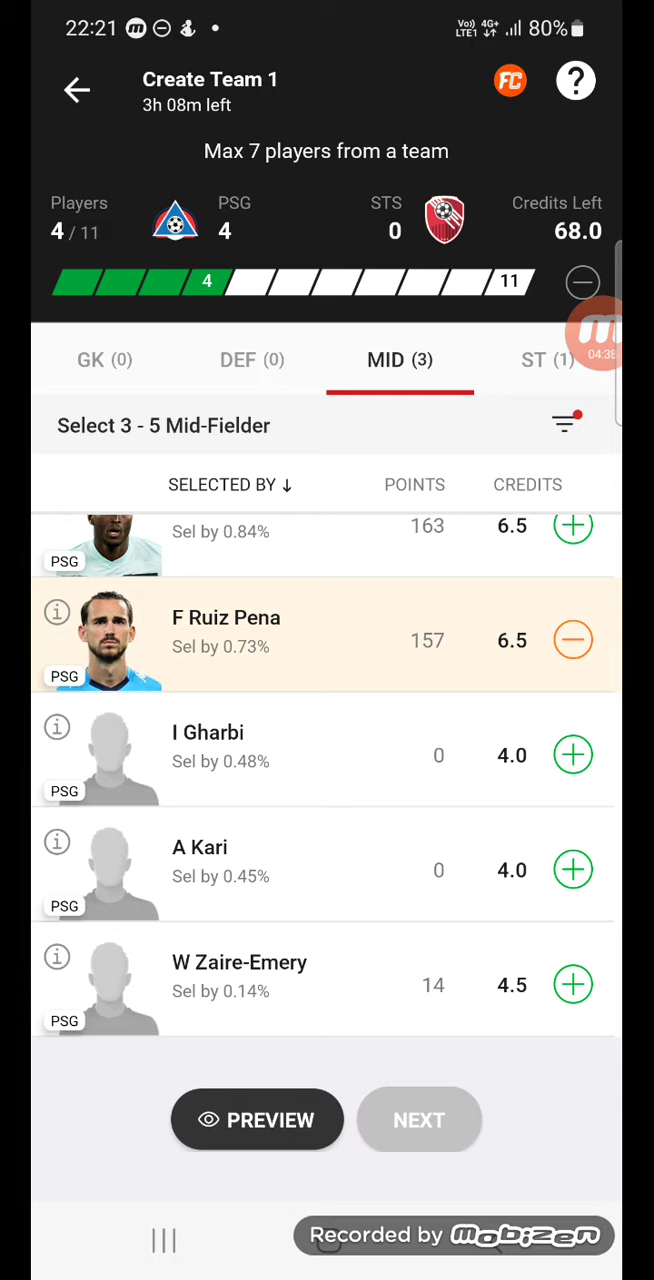 22:21 Vo)) LTE1 4G+ 80%
Create Team 1
3h 08m left
FC ?
Max 7 players from a team
Players PSG STS Credits Left
4 / 11 4 0 68.0
4 11
04:38
GK (0) DEF (0) MID (3) ST (1)
Select 3 - 5 Mid-Fielder
SELECTED BY ↓ POINTS CREDITS
Sel by 0.84% 163 6.5
PSG
F Ruiz Pena
Sel by 0.73% 157 6.5
PSG
I Gharbi
Sel by 0.48% 0 4.0
PSG
A Kari
Sel by 0.45% 0 4.0
PSG
W Zaire-Emery
Sel by 0.14% 14 4.5
PSG
PREVIEW NEXT
Recorded by mobizen